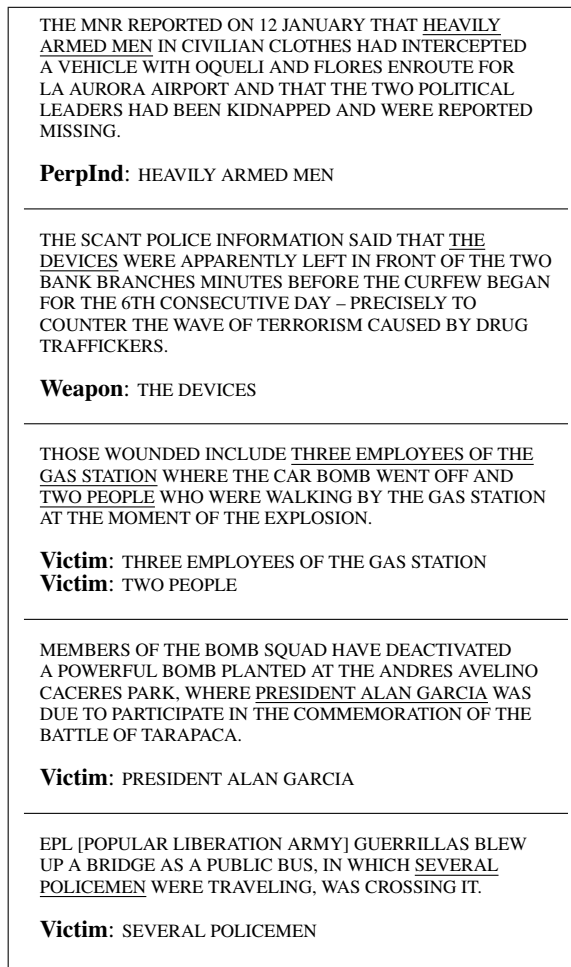 THE MNR REPORTED ON 12 JANUARY THAT HEAVILY
ARMED MEN IN CIVILIAN CLOTHES HAD INTERCEPTED
A VEHICLE WITH OQUELI AND FLORES ENROUTE FOR
LA AURORA AIRPORT AND THAT THE TWO POLITICAL
LEADERS HAD BEEN KIDNAPPED AND WERE REPORTED
MISSING.
PerpInd: HEAVILY ARMED MEN
THE SCANT POLICE INFORMATION SAID THAT THE
DEVICES WERE APPARENTLY LEFT IN FRONT OF THE TWO
BANK BRANCHES MINUTES BEFORE THE CURFEW BEGAN
FOR THE 6TH CONSECUTIVE DAY – PRECISELY TO
COUNTER THE WAVE OF TERRORISM CAUSED BY DRUG
TRAFFICKERS.
Weapon: THE DEVICES
THOSE WOUNDED INCLUDE THREE EMPLOYEES OF THE
GAS STATION WHERE THE CAR BOMB WENT OFF AND
TWO PEOPLE WHO WERE WALKING BY THE GAS STATION
AT THE MOMENT OF THE EXPLOSION.
Victim: THREE EMPLOYEES OF THE GAS STATION
Victim: TWO PEOPLE
MEMBERS OF THE BOMB SQUAD HAVE DEACTIVATED
A POWERFUL BOMB PLANTED AT THE ANDRES AVELINO
CACERES PARK, WHERE PRESIDENT ALAN GARCIA WAS
DUE TO PARTICIPATE IN THE COMMEMORATION OF THE
BATTLE OF TARAPACA.
Victim: PRESIDENT ALAN GARCIA
EPL [POPULAR LIBERATION ARMY] GUERRILLAS BLEW
UP A BRIDGE AS A PUBLIC BUS, IN WHICH SEVERAL
POLICEMEN WERE TRAVELING, WAS CROSSING IT.
Victim: SEVERAL POLICEMEN